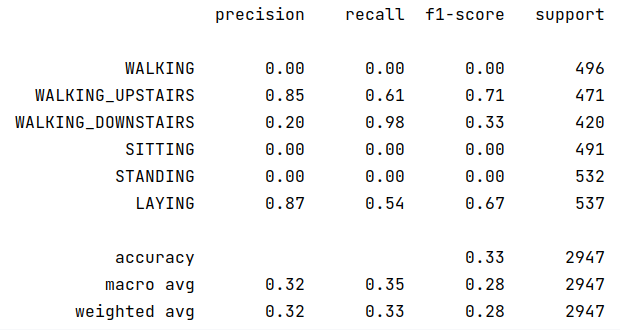 precision recall f1-score support
WALKING 0.00 0.00 0.00 496
WALKING_UPSTAIRS 0.85 0.61 0.71 471
WALKING_DOWNSTAIRS 0.20 0.98 0.33 420
SITTING 0.00 0.00 0.00 491
STANDING 0.00 0.00 0.00 532
LAYING 0.87 0.54 0.67 537
accuracy 0.33 2947
macro avg 0.32 0.35 0.28 2947
weighted avg 0.32 0.33 0.28 2947